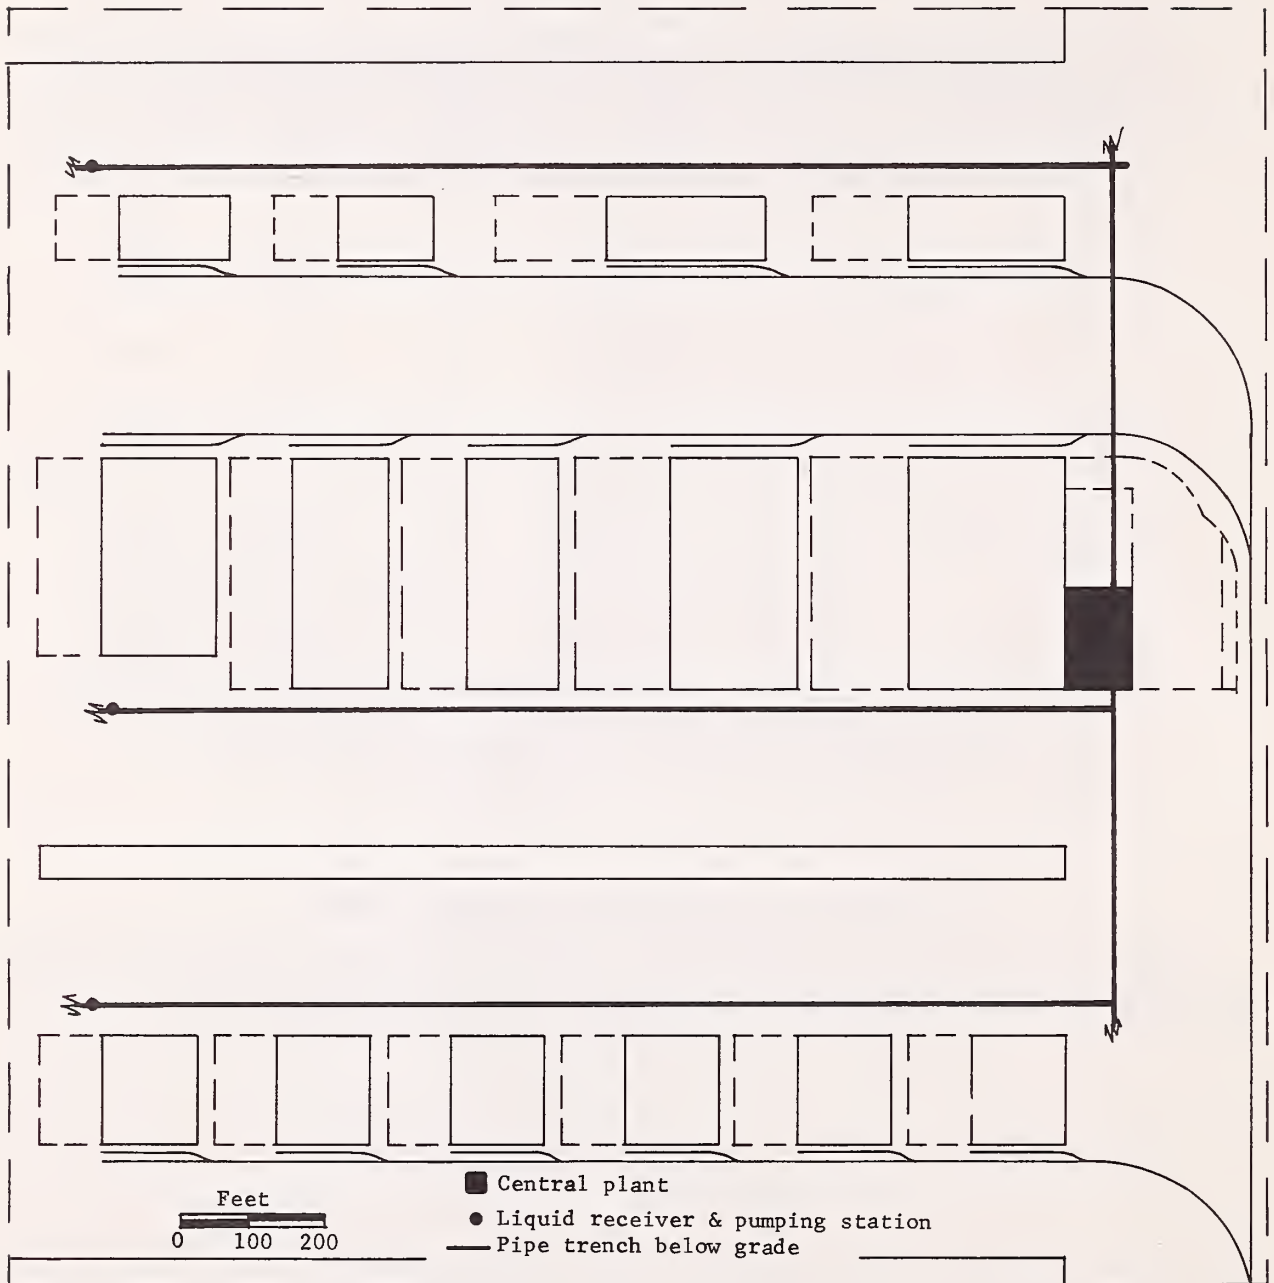 Feet
0 100 200
Central plant
Liquid receiver & pumping station
Pipe trench below grade